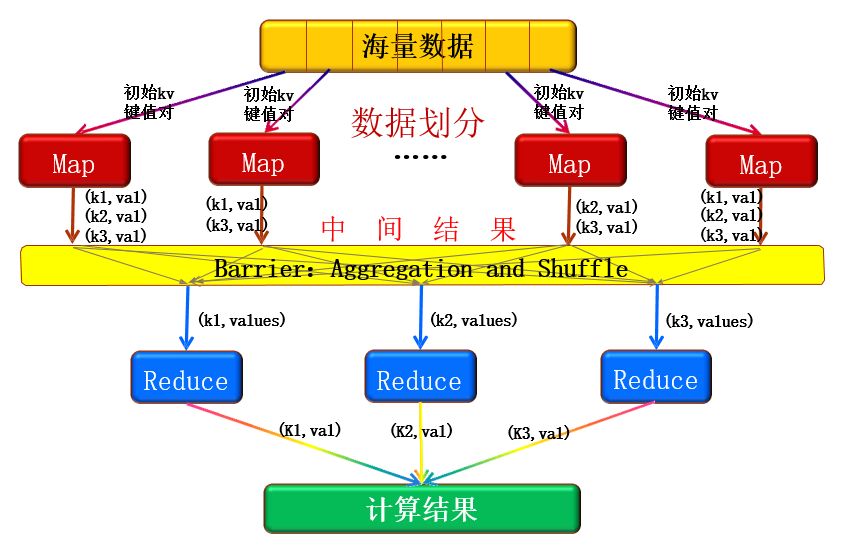 海量数据
初始kv
键值对
初始kv
键值对
初始kv
键值对
初始kv
键值对
数据划分
......
Map
Map
Map
Map
(k1,val)
(k2,val)
(k3,val)
(k1,val)
(k3,val)
(k2,val)
(k3,val)
(k1,val)
(k2,val)
(k3,val)
中 间 结 果
Barrier: Aggregation and Shuffle
(k1,values)
(k2,values)
(k3,values)
Reduce
Reduce
Reduce
(K1,val)
(K2,val)
(K3,val)
计算结果